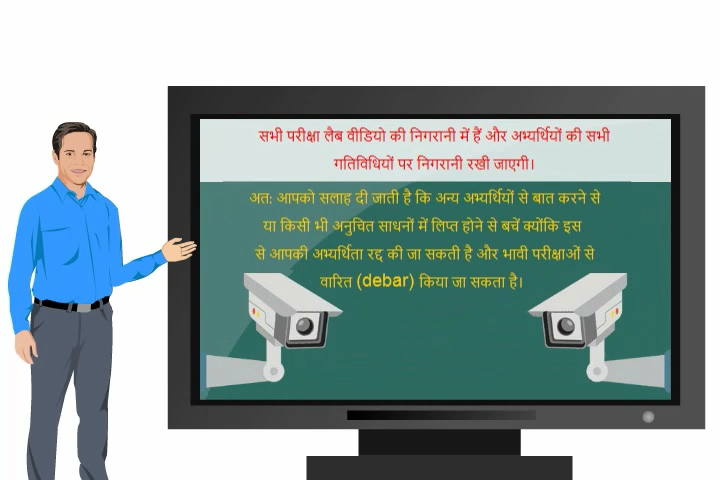 सभी परीक्षा लैब वीडियो की निगरानी में हैं और अभ्यर्थियों की सभी
गतिविधियों पर निगरानी रखी जाएगी।
अत: आपको सलाह दी जाती है कि अन्य अभ्यर्थियों से बात करने से
या किसी भी अनुचित साधनों में लिप्त होने से बचें क्योंकि इस
से आपकी अभ्यर्थिता रद्द की जा सकती है और भावी परीक्षाओं से
वारित (debar) किया जा सकता है।